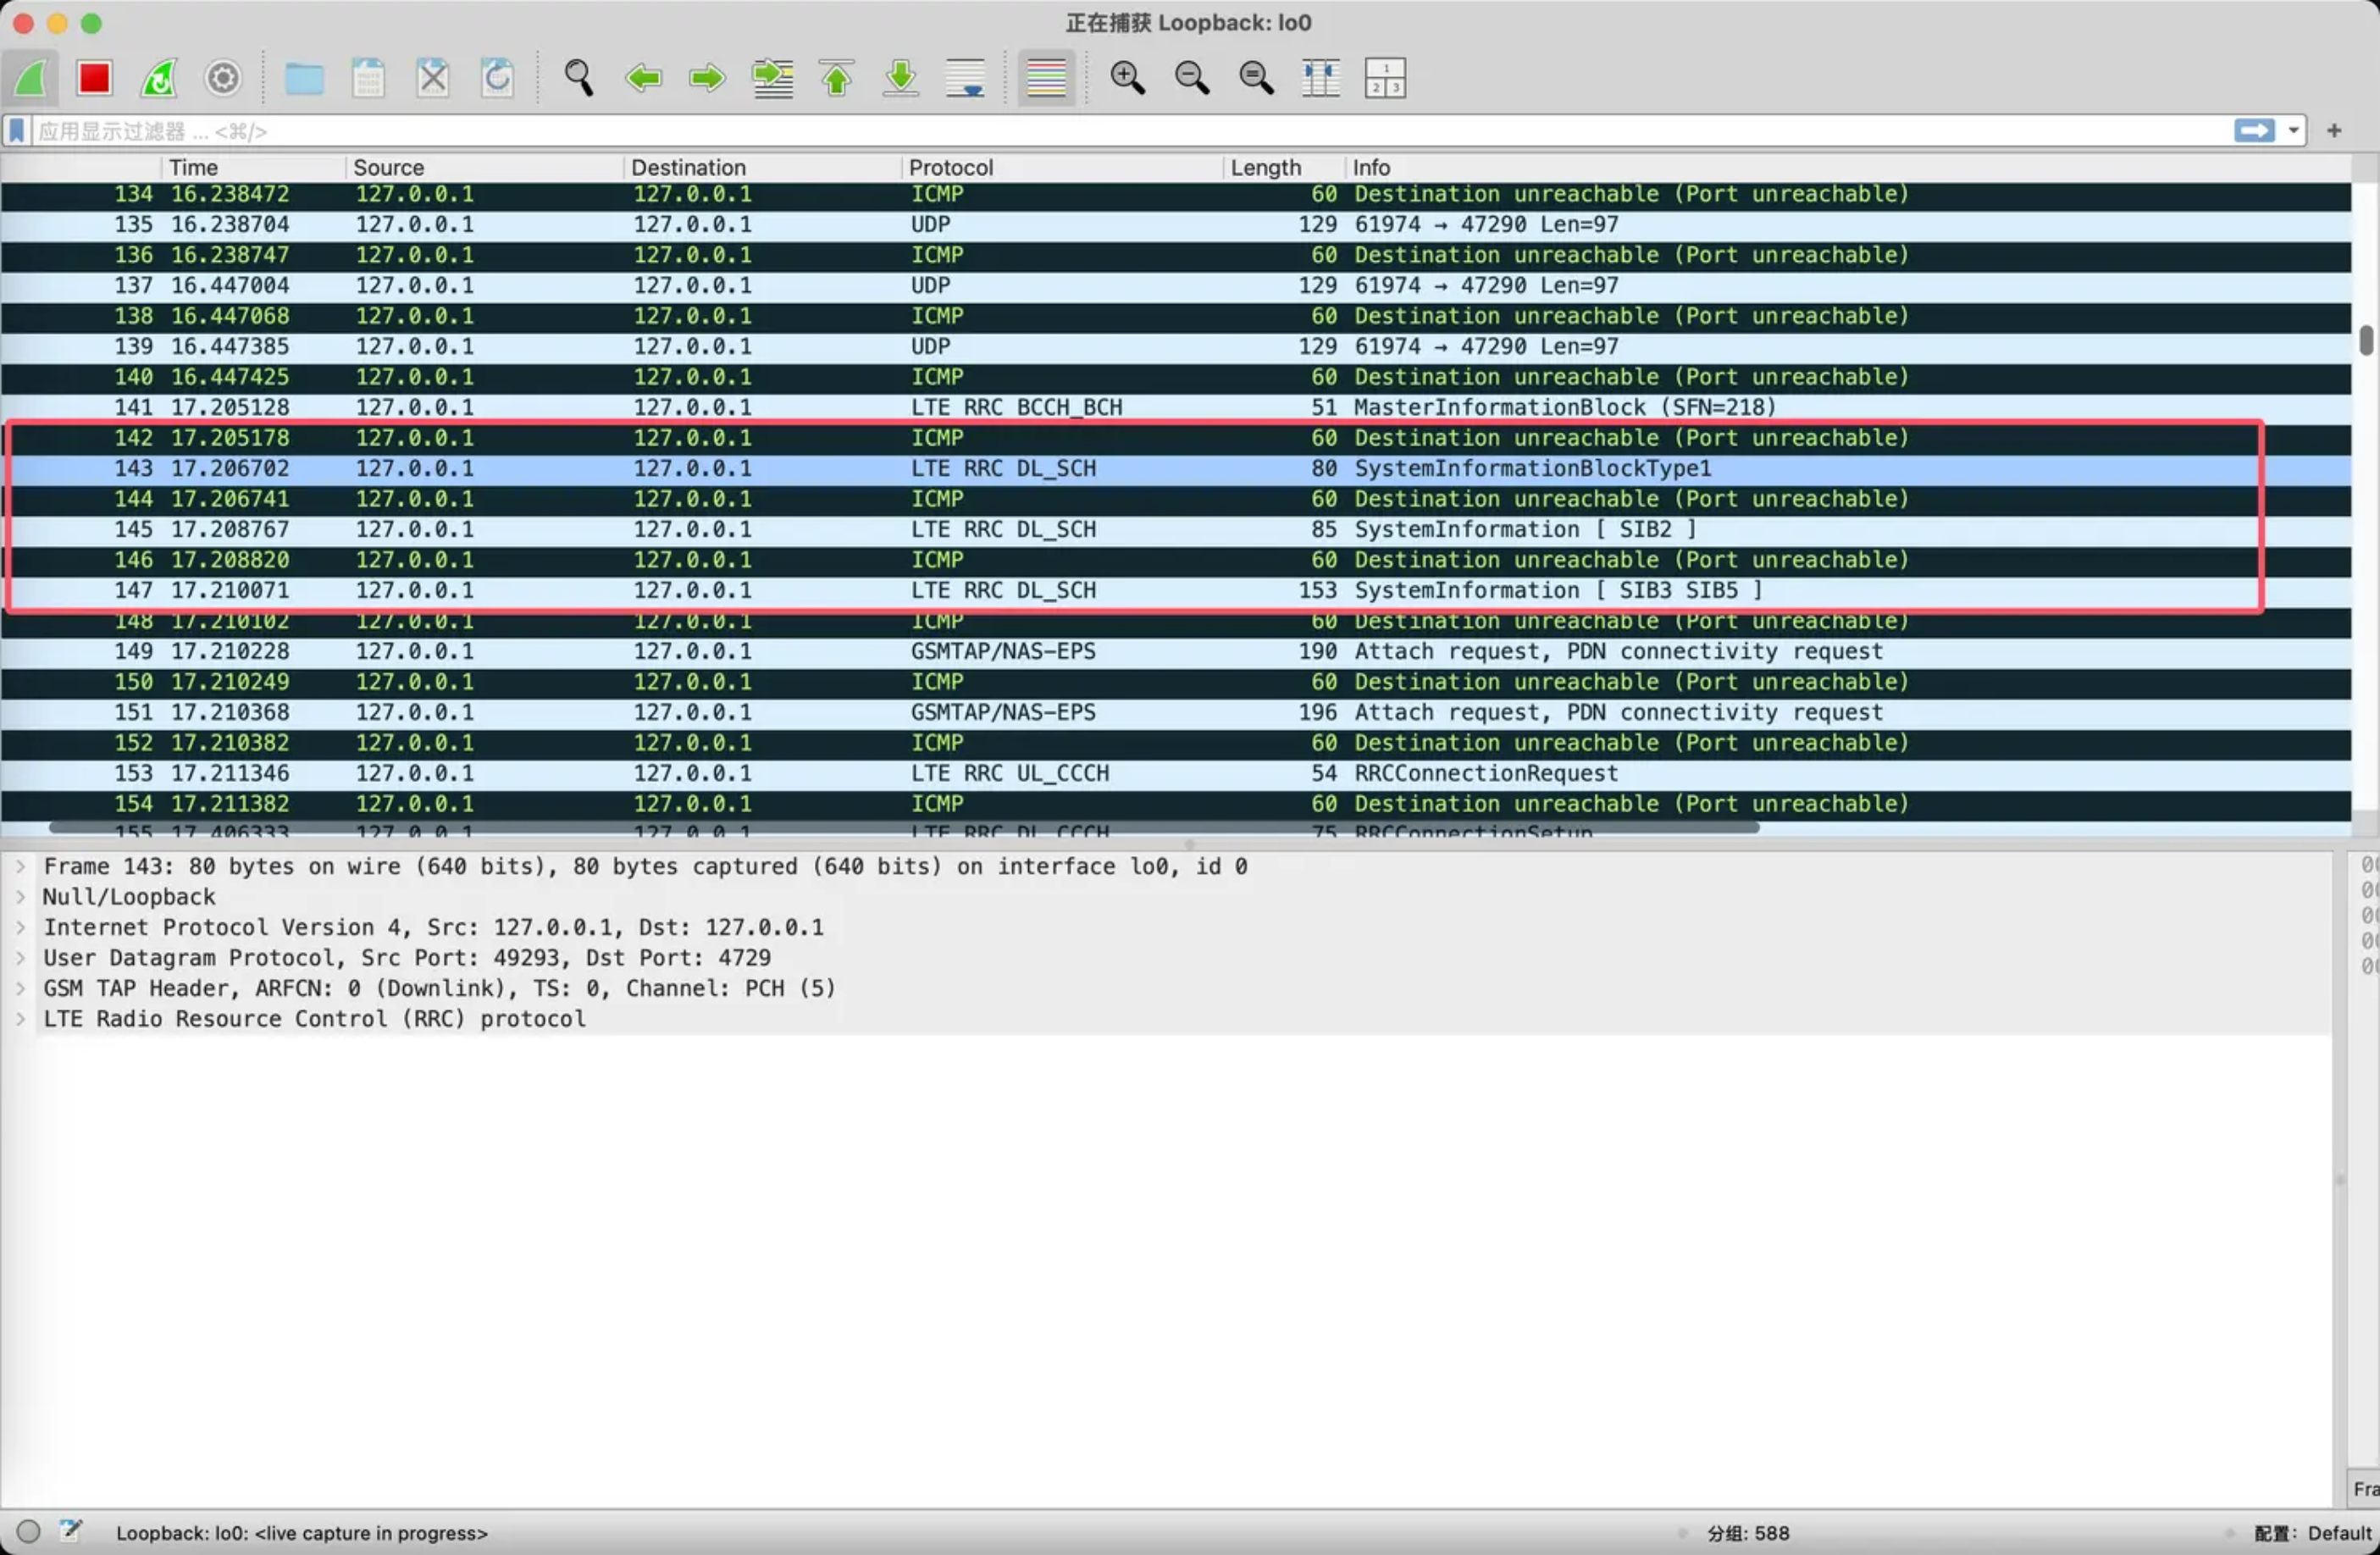 正在捕获 Loopback: lo0
1
2 3
应用显示过滤器 ... <⌘/>
Time Source Destination Protocol Length Info
134 16.238472 127.0.0.1 127.0.0.1 ICMP 60 Destination unreachable (Port unreachable)
135 16.238704 127.0.0.1 127.0.0.1 UDP 129 61974 → 47290 Len=97
136 16.238747 127.0.0.1 127.0.0.1 ICMP 60 Destination unreachable (Port unreachable)
137 16.447004 127.0.0.1 127.0.0.1 UDP 129 61974 → 47290 Len=97
138 16.447068 127.0.0.1 127.0.0.1 ICMP 60 Destination unreachable (Port unreachable)
139 16.447385 127.0.0.1 127.0.0.1 UDP 129 61974 → 47290 Len=97
140 16.447425 127.0.0.1 127.0.0.1 ICMP 60 Destination unreachable (Port unreachable)
141 17.205128 127.0.0.1 127.0.0.1 LTE RRC BCCH_BCH 51 MasterInformationBlock (SFN=218)
142 17.205178 127.0.0.1 127.0.0.1 ICMP 60 Destination unreachable (Port unreachable)
143 17.206702 127.0.0.1 127.0.0.1 LTE RRC DL_SCH 80 SystemInformationBlockType1
144 17.206741 127.0.0.1 127.0.0.1 ICMP 60 Destination unreachable (Port unreachable)
145 17.208767 127.0.0.1 127.0.0.1 LTE RRC DL_SCH 85 SystemInformation [ SIB2 ]
146 17.208820 127.0.0.1 127.0.0.1 ICMP 60 Destination unreachable (Port unreachable)
147 17.210071 127.0.0.1 127.0.0.1 LTE RRC DL_SCH 153 SystemInformation [ SIB3 SIB5 ]
148 17.210102 127.0.0.1 127.0.0.1 ICMP 60 Destination unreachable (Port unreachable)
149 17.210228 127.0.0.1 127.0.0.1 GSMTAP/NAS-EPS 190 Attach request, PDN connectivity request
150 17.210249 127.0.0.1 127.0.0.1 ICMP 60 Destination unreachable (Port unreachable)
151 17.210368 127.0.0.1 127.0.0.1 GSMTAP/NAS-EPS 196 Attach request, PDN connectivity request
152 17.210382 127.0.0.1 127.0.0.1 ICMP 60 Destination unreachable (Port unreachable)
153 17.211346 127.0.0.1 127.0.0.1 LTE RRC UL_CCCH 54 RRCConnectionRequest
154 17.211382 127.0.0.1 127.0.0.1 ICMP 60 Destination unreachable (Port unreachable)
155 17.406333 127.0.0.1 127.0.0.1 LTE RRC DL_CCCH 75 RRCConnectionSetup
Frame 143: 80 bytes on wire (640 bits), 80 bytes captured (640 bits) on interface lo0, id 0
Null/Loopback
Internet Protocol Version 4, Src: 127.0.0.1, Dst: 127.0.0.1
User Datagram Protocol, Src Port: 49293, Dst Port: 4729
GSM TAP Header, ARFCN: 0 (Downlink), TS: 0, Channel: PCH (5)
LTE Radio Resource Control (RRC) protocol
Fra
Loopback: lo0: <live capture in progress> 分组: 588 配置: Default